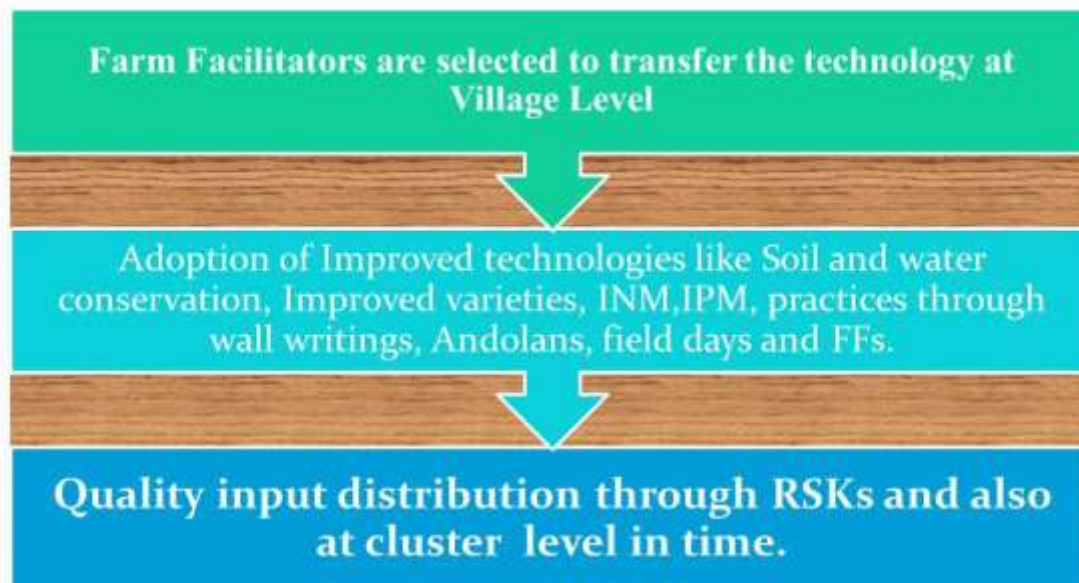 Farm Facilitators are selected to transfer the technology at
Village Level
Adoption of Improved technologies like Soil and water
conservation, Improved varieties, INM,IPM, practices through
wall writings, Andolans, field days and FFs.
Quality input distribution through RSKs and also
at cluster level in time.